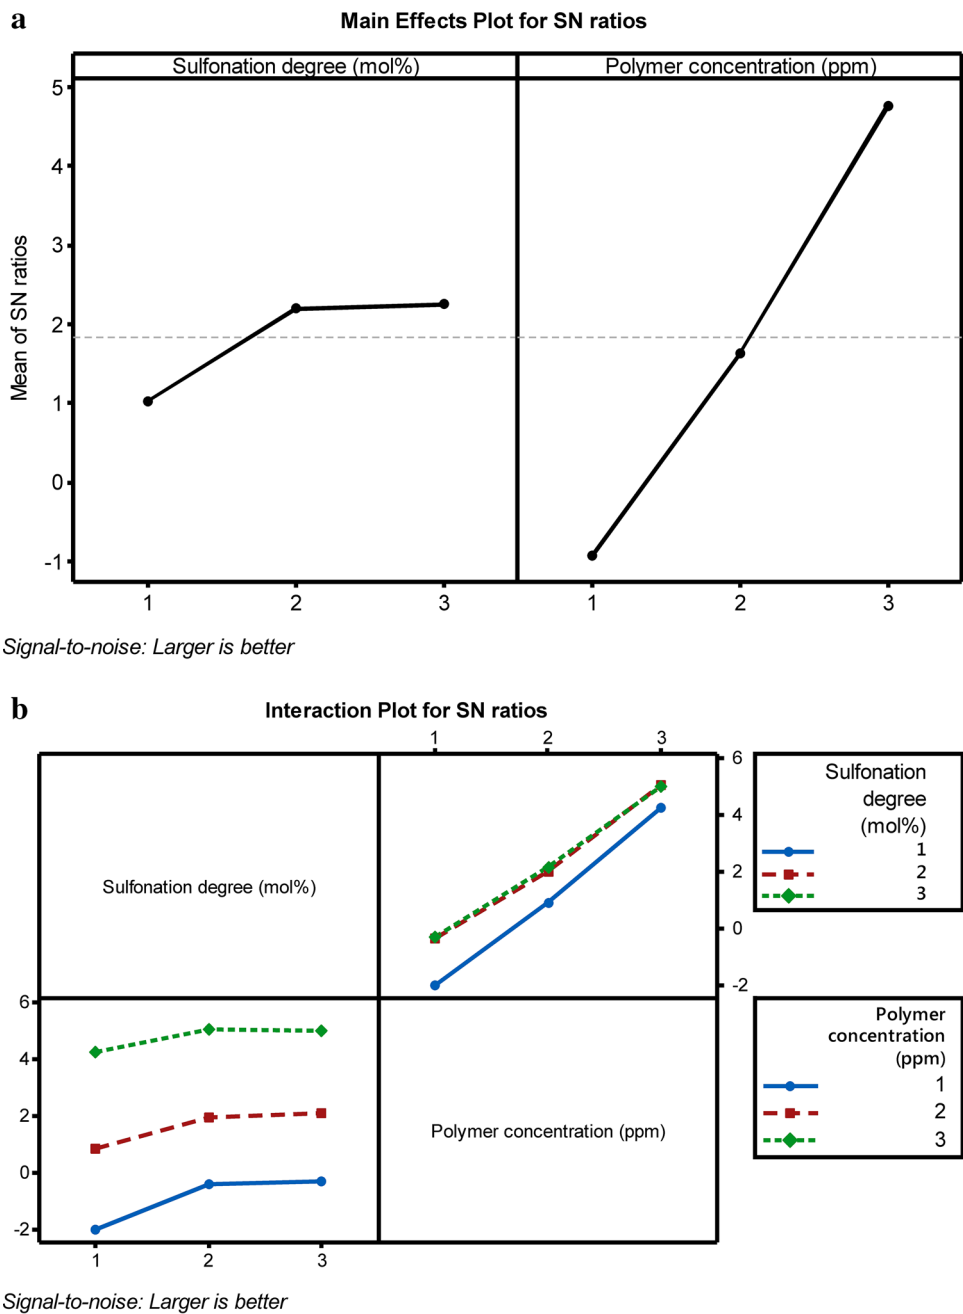 a
Main Effects Plot for SN ratios
Sulfonation degree (mol%) Polymer concentration (ppm)
Mean of SN ratios
5
4
3
2
1
0
-1
1 2 3 1 2 3
Signal-to-noise: Larger is better
b
Interaction Plot for SN ratios
1 2 3
Sulfonation degree (mol%)
6
4
2
0
-2
Sulfonation
degree
(mol%)
1
2
3
6
4
2
0
-2
Polymer concentration (ppm)
Polymer
concentration
(ppm)
1
2
3
1 2 3
Signal-to-noise: Larger is better